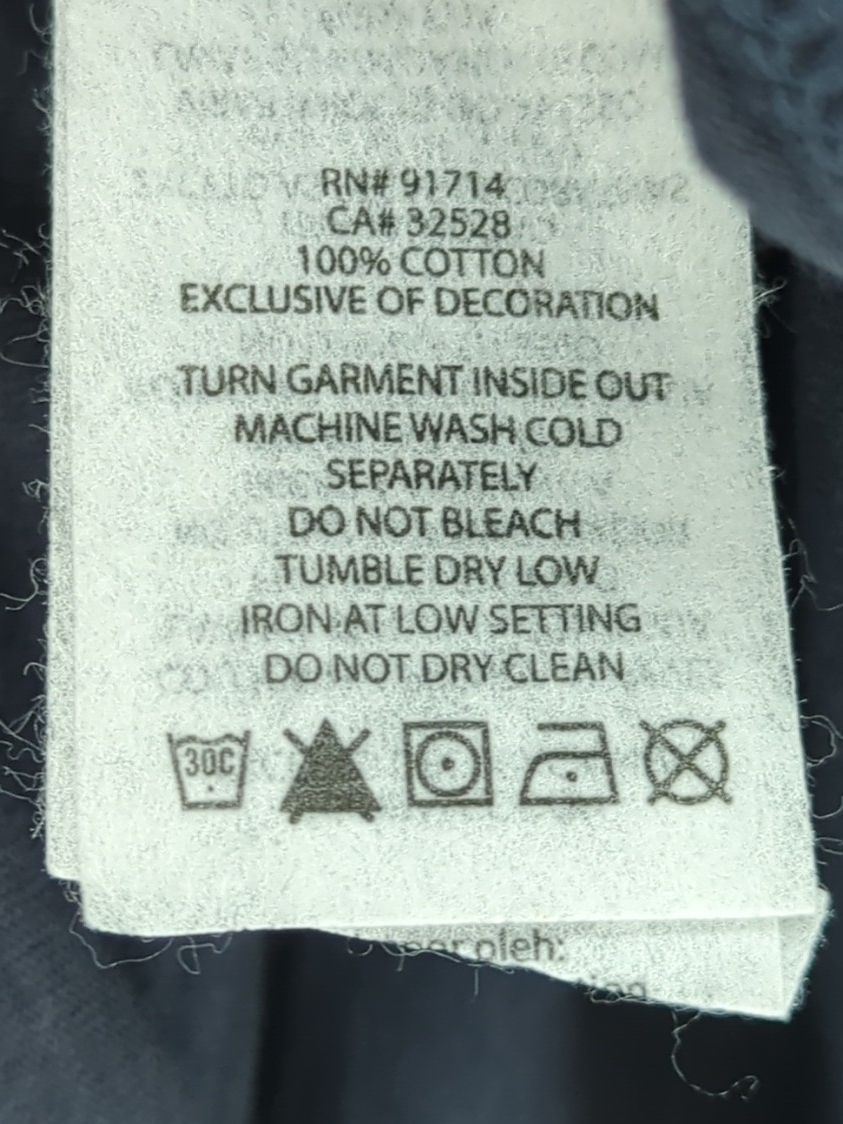 RN# 91714
CA# 32528
100% COTTON
EXCLUSIVE OF DECORATION
TURN GARMENT INSIDE OUT
MACHINE WASH COLD
SEPARATELY
DO NOT BLEACH
TUMBLE DRY LOW
IRON AT LOW SETTING
DO NOT DRY CLEAN
30C
oleh: